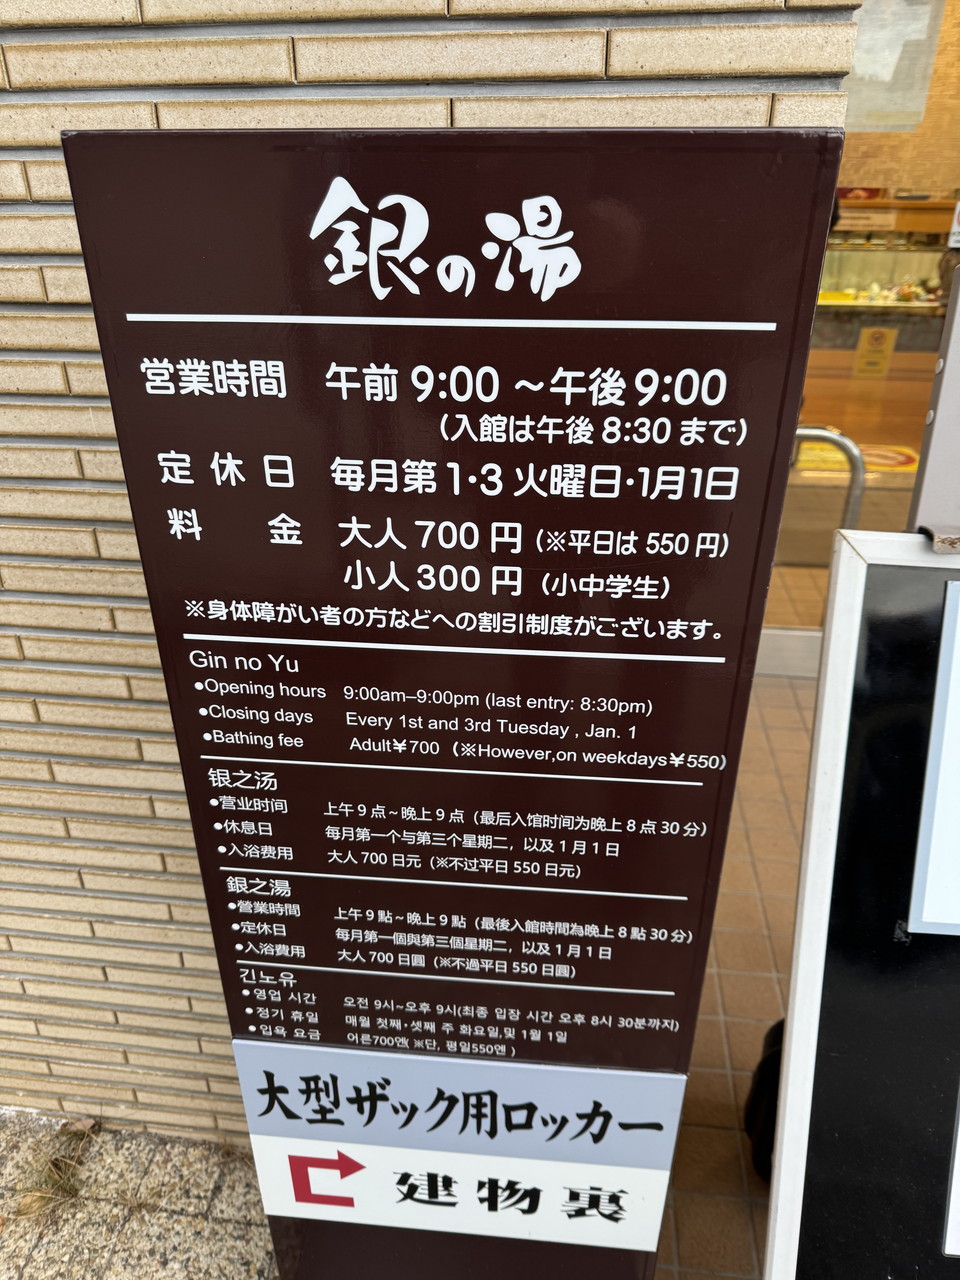 銀の湯
営業時間 午前 9:00 ～午後 9:00
(入館は午後 8:30 まで)
定休日 毎月第 1・3 火曜日・1月1日
料金 大人 700 円 (※平日は 550 円)
小人 300 円 (小中学生)
※身体障がい者の方などへの割引制度がございます。
Gin no Yu
●Opening hours 9:00am–9:00pm (last entry: 8:30pm)
●Closing days Every 1st and 3rd Tuesday , Jan. 1
●Bathing fee Adult¥700 (※However,on weekdays¥550)
银之汤
●营业时间 上午 9 点～晚上 9 点（最后入馆时间为晚上 8 点 30 分）
●休息日 每月第一个与第三个星期二，以及 1 月 1 日
●入浴费用 大人 700 日元（※不过平日 550 日元）
銀之湯
●營業時間 上午 9 點～晚上 9 點（最後入館時間為晚上 8 點 30 分）
●定休日 每月第一個與第三個星期二，以及 1 月 1 日
●入浴費用 大人 700 日圓（※不過平日 550 日圓）
긴노유
●영업 시간 오전 9시~오후 9시(최종 입장 시간 오후 8시 30분까지)
●정기 휴일 매월 첫째·셋째 주 화요일,및 1월 1일
●입욕 요금 어른700엔( ※단, 평일550엔 )
大型ザック用ロッカー
建物裏